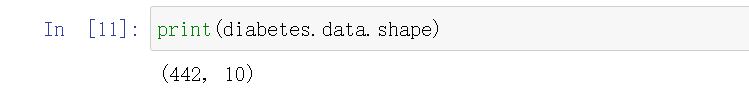 In [11]: print(diabetes.data.shape)
(442, 10)